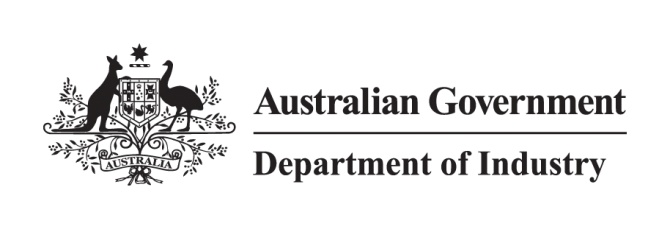 Australian Government
Department of Industry
AUSTRALIA